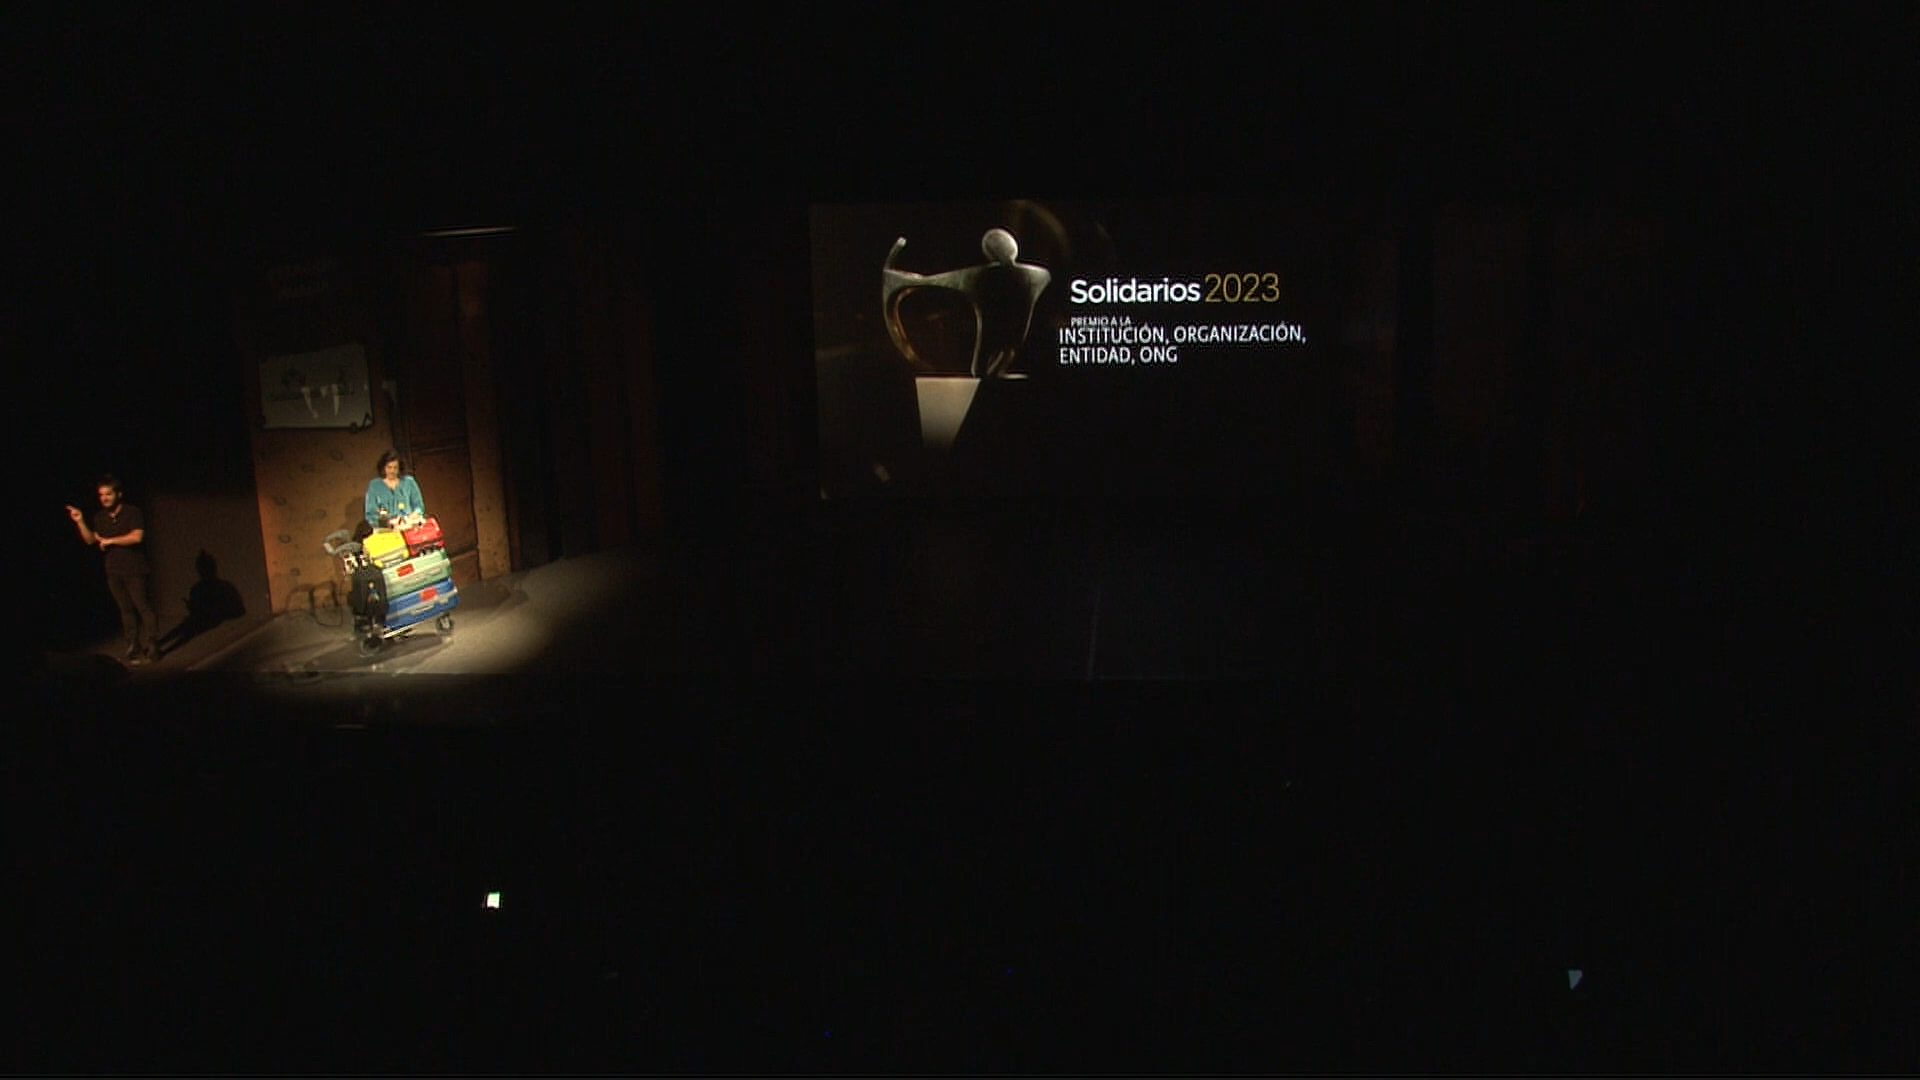 Solidarios 2023
PREMIO A LA
INSTITUCIÓN, ORGANIZACIÓN,
ENTIDAD, ONG